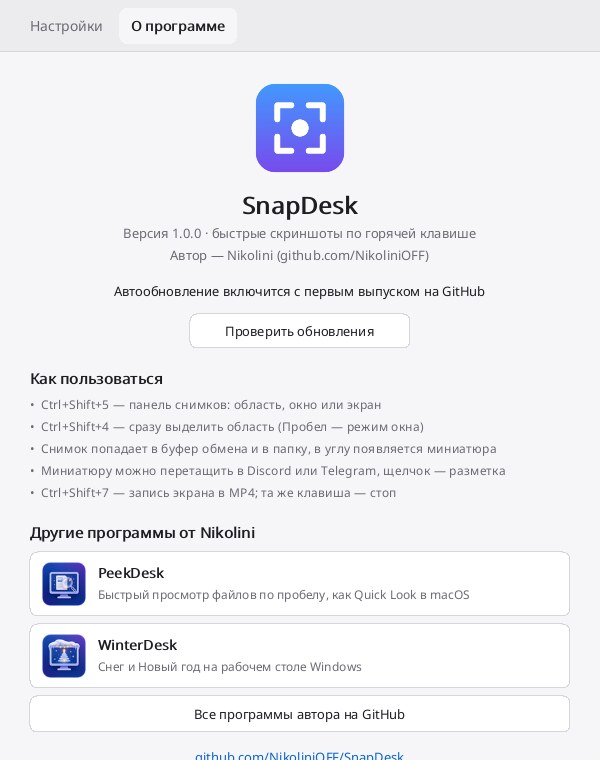 Настройки
О программе
SnapDesk
Версия 1.0.0 · быстрые скриншоты по горячей клавише
Автор — Nikolini (github.com/NikoliniOFF)
Автообновление включится с первым выпуском на GitHub
Проверить обновления
Как пользоваться
• Ctrl+Shift+5 — панель снимков: область, окно или экран
• Ctrl+Shift+4 — сразу выделить область (Пробел — режим окна)
• Снимок попадает в буфер обмена и в папку, в углу появляется миниатюра
• Миниатюру можно перетащить в Discord или Telegram, щелчок — разметка
• Ctrl+Shift+7 — запись экрана в MP4; та же клавиша — стоп
Другие программы от Nikolini
PeekDesk
Быстрый просмотр файлов по пробелу, как Quick Look в macOS
WinterDesk
Снег и Новый год на рабочем столе Windows
Все программы автора на GitHub
github.com/NikoliniOFF/SnapDesk